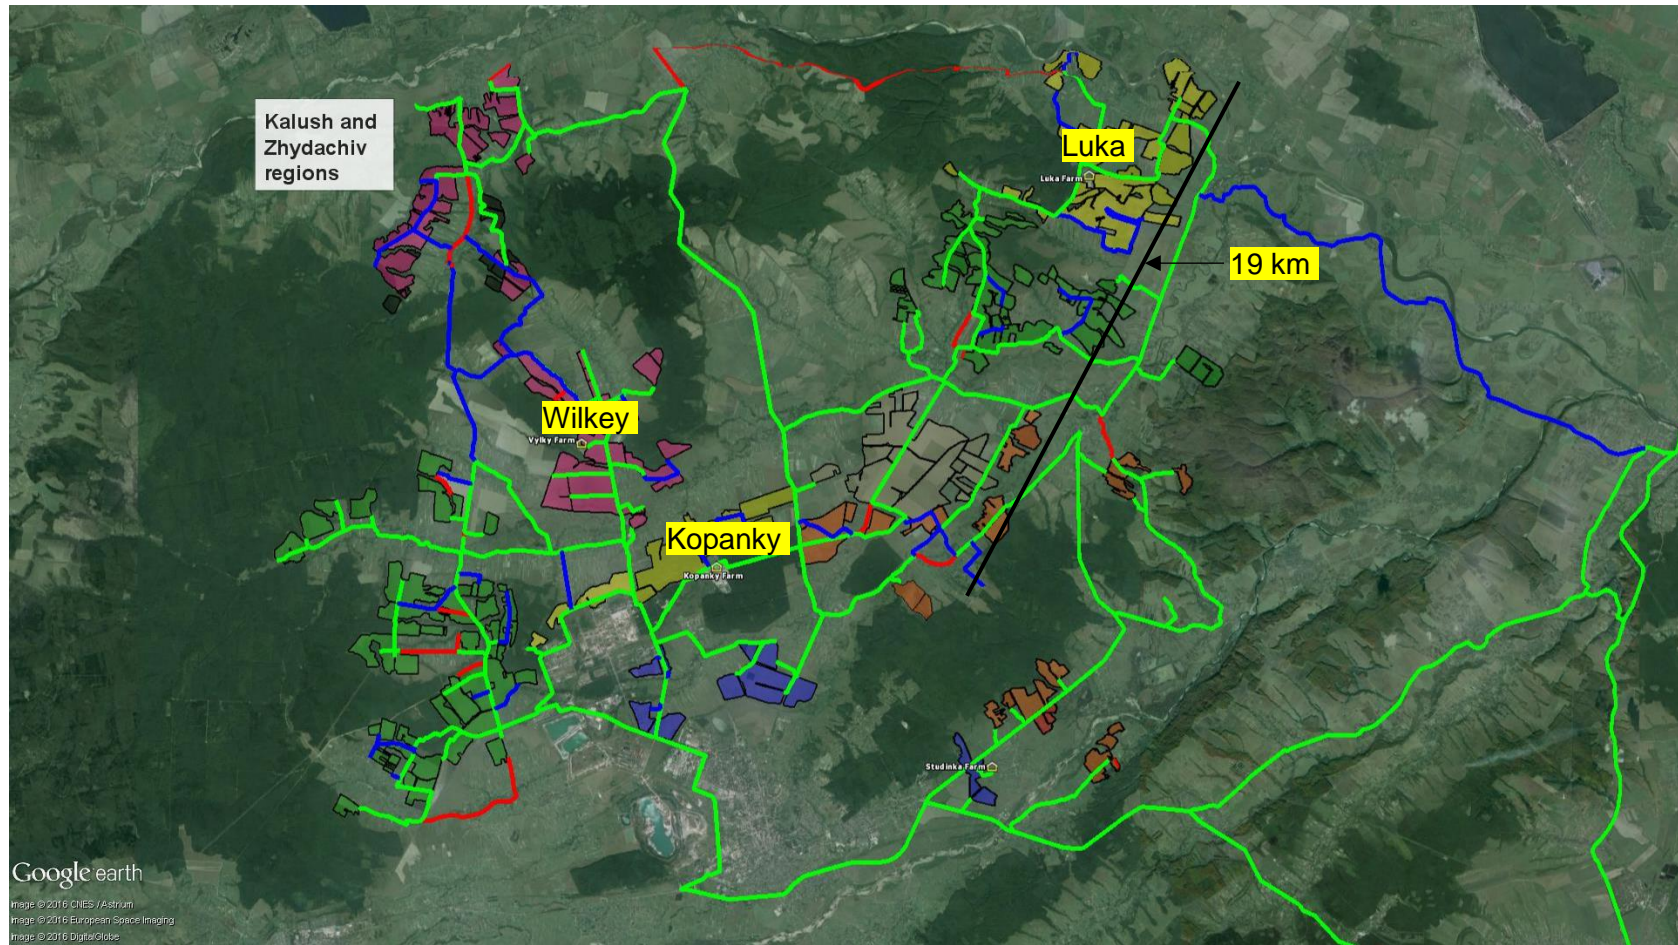 Kalush and
Zhydachiv
regions
Luka
Luka Farm
19 km
Wilkey
Vylky Farm
Kopanky
Kopanky Farm
Studinka Farm
Google earth
Image © 2016 CNES / Astrium
Image © 2016 European Space Imaging
Image © 2016 DigitalGlobe